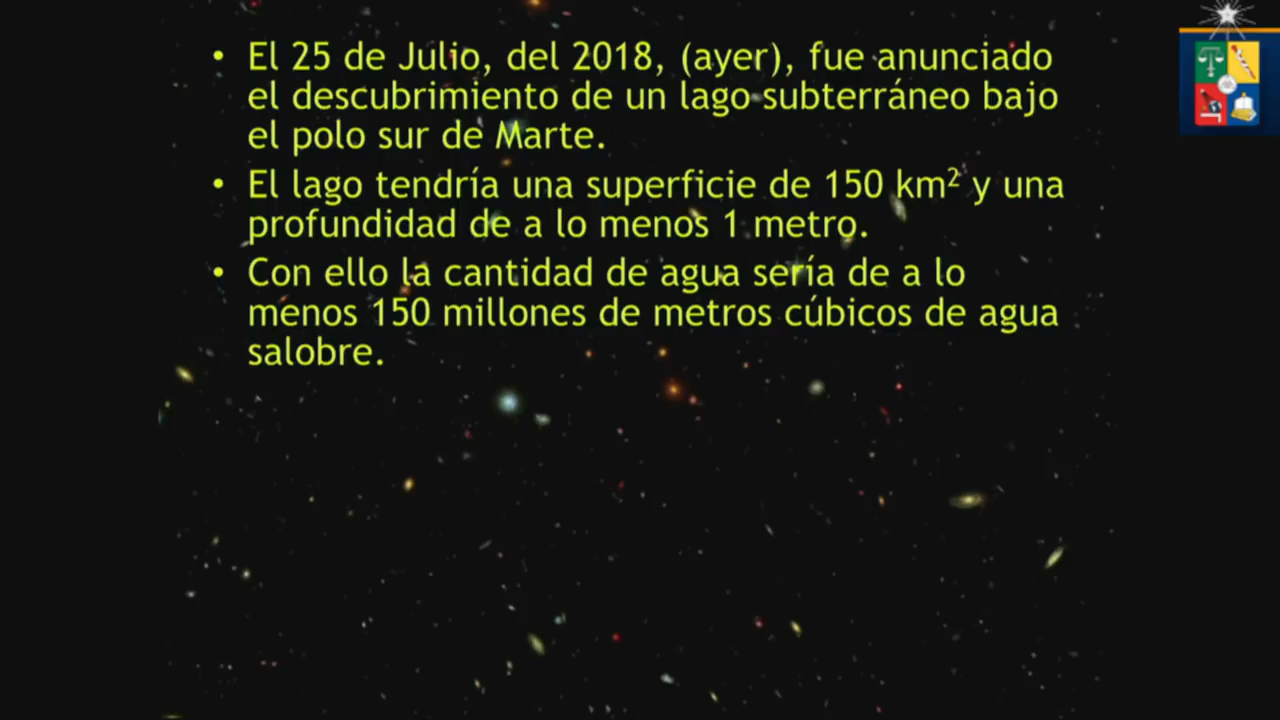 • El 25 de Julio, del 2018, (ayer), fue anunciado
el descubrimiento de un lago subterráneo bajo
el polo sur de Marte.
• El lago tendría una superficie de 150 km² y una
profundidad de a lo menos 1 metro.
• Con ello la cantidad de agua sería de a lo
menos 150 millones de metros cúbicos de agua
salobre.